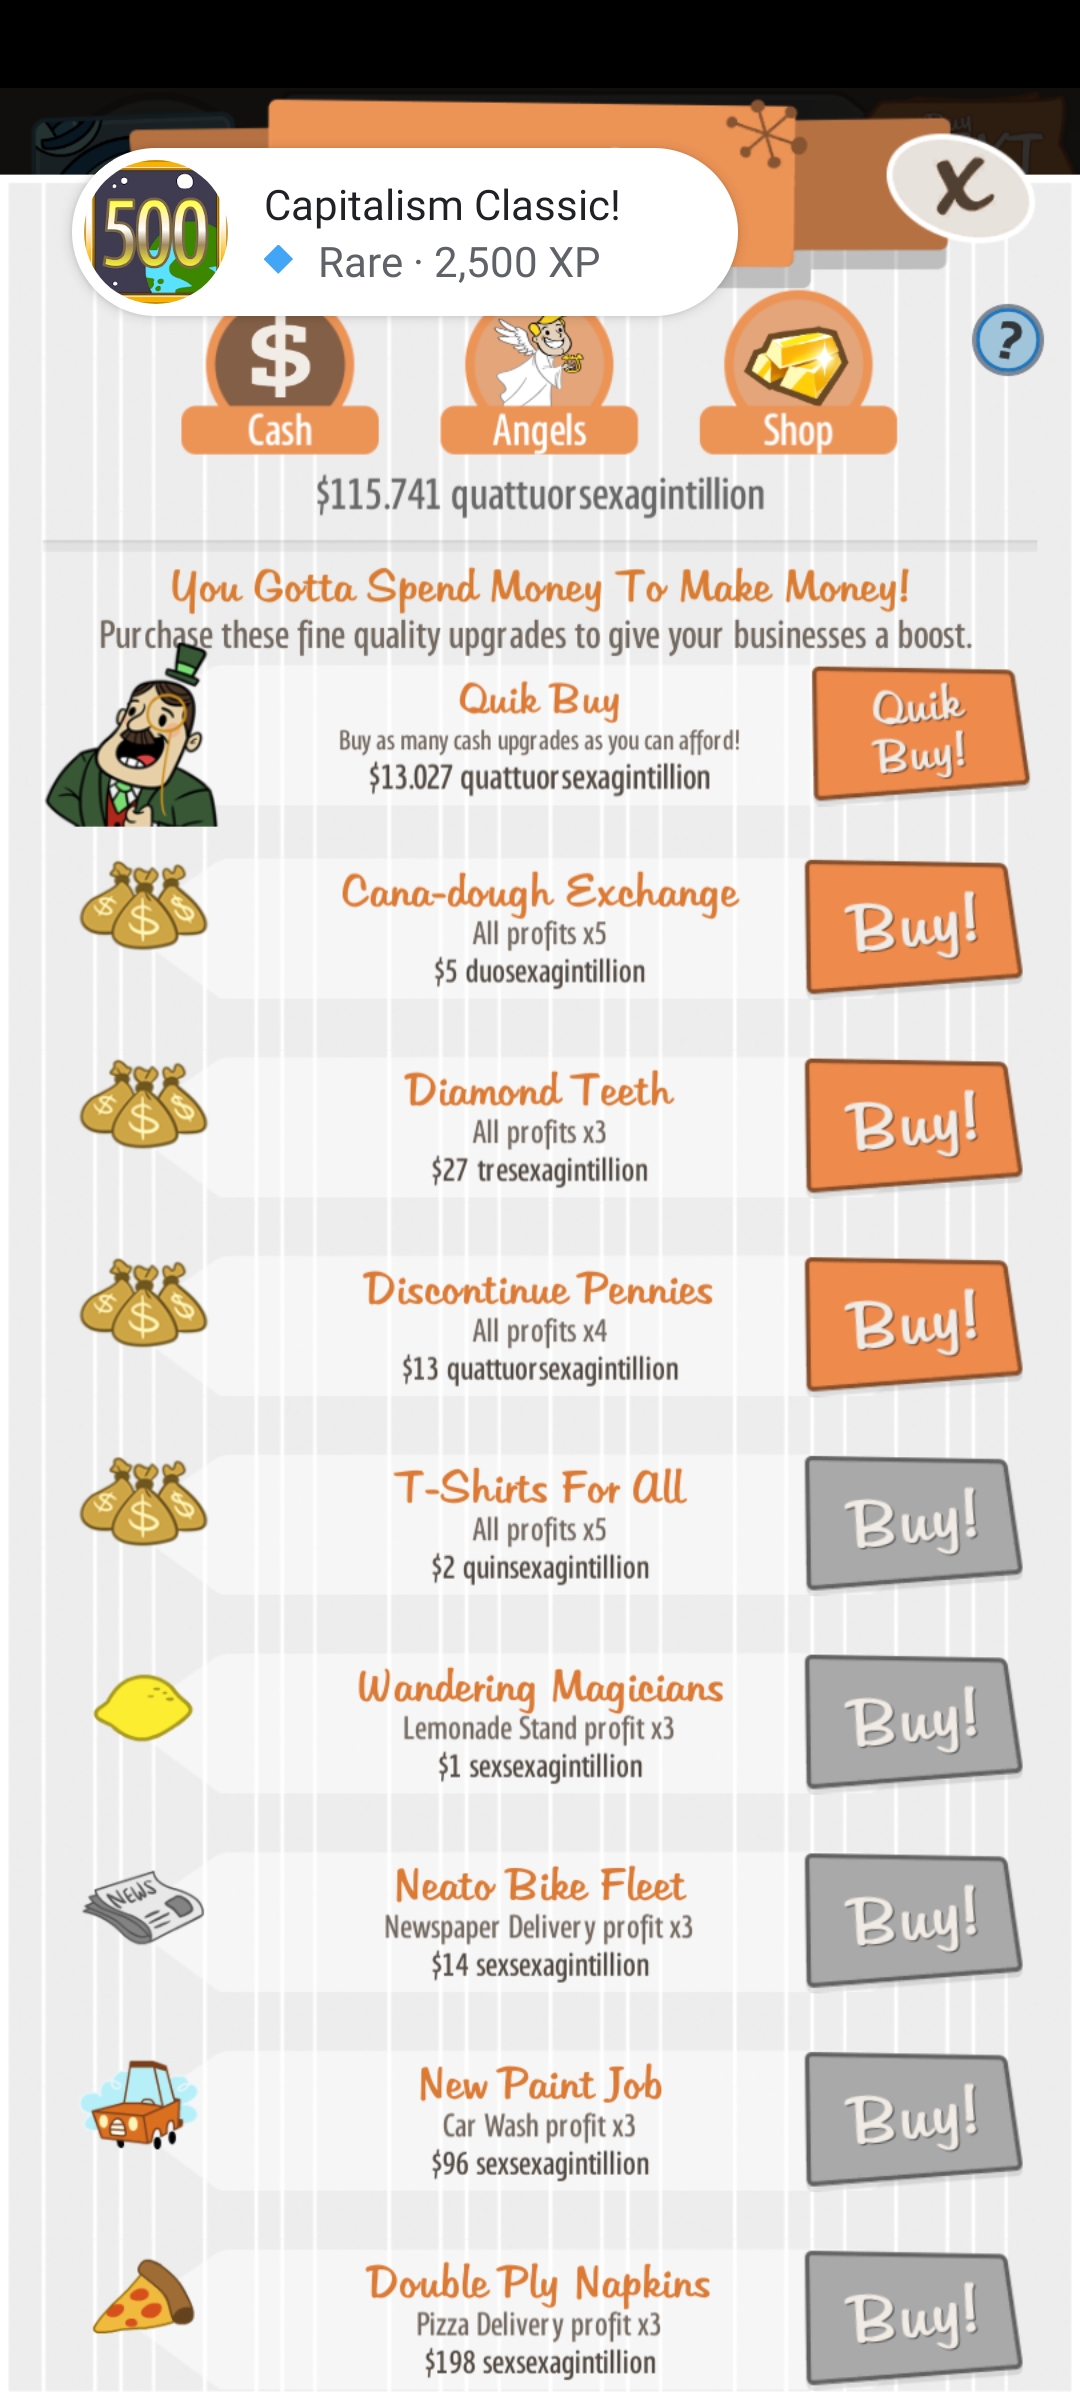 500
Capitalism Classic!
Rare · 2,500 XP
X
?
$
Cash
Angels
Shop
$115.741 quattuorsexagintillion
You Gotta Spend Money To Make Money!
Purchase these fine quality upgrades to give your businesses a boost.
Quik Buy
Buy as many cash upgrades as you can afford!
$13.027 quattuorsexagintillion
Quik
Buy!
Cana-dough Exchange
All profits x5
$5 duosexagintillion
Buy!
Diamond Teeth
All profits x3
$27 tresexagintillion
Buy!
Discontinue Pennies
All profits x4
$13 quattuorsexagintillion
Buy!
T-Shirts For All
All profits x5
$2 quinsexagintillion
Buy!
Wandering Magicians
Lemonade Stand profit x3
$1 sexsexagintillion
Buy!
NEWS
Neato Bike Fleet
Newspaper Delivery profit x3
$14 sexsexagintillion
Buy!
New Paint Job
Car Wash profit x3
$96 sexsexagintillion
Buy!
Double Ply Napkins
Pizza Delivery profit x3
$198 sexsexagintillion
Buy!